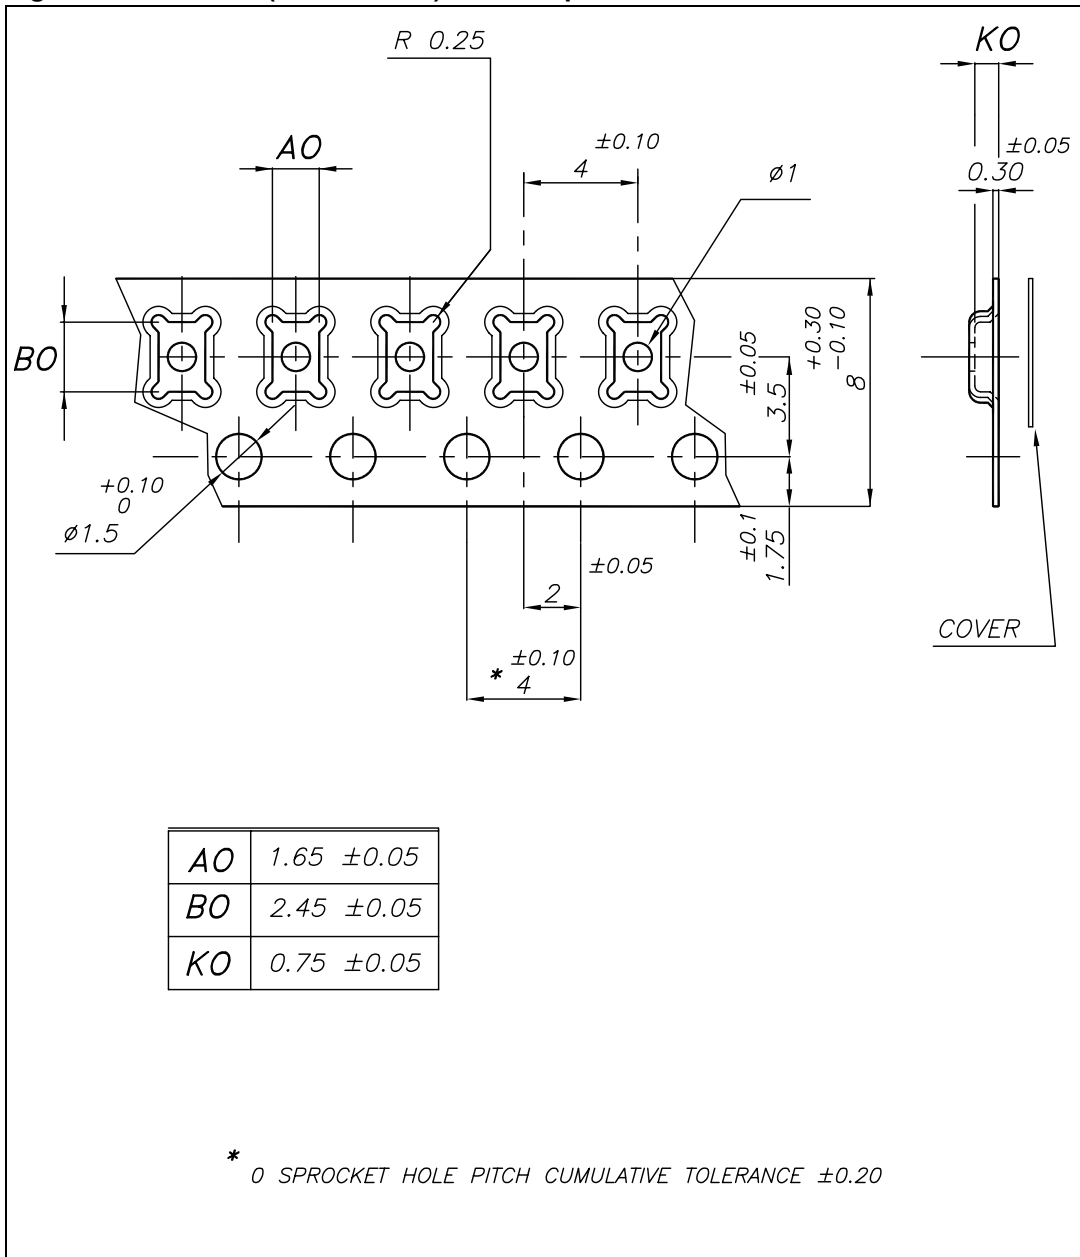 R 0.25
KO
AO
±0.10
4
ø1
±0.05
0.30
BO
±0.05
3.5
+0.30
-0.10
8
+0.10
0
ø1.5
±0.1
1.75
±0.05
2
COVER
* ±0.10
4
AO 1.65 ±0.05
BO 2.45 ±0.05
KO 0.75 ±0.05
* 0 SPROCKET HOLE PITCH CUMULATIVE TOLERANCE ±0.20